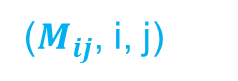 (M_ij, i, j)